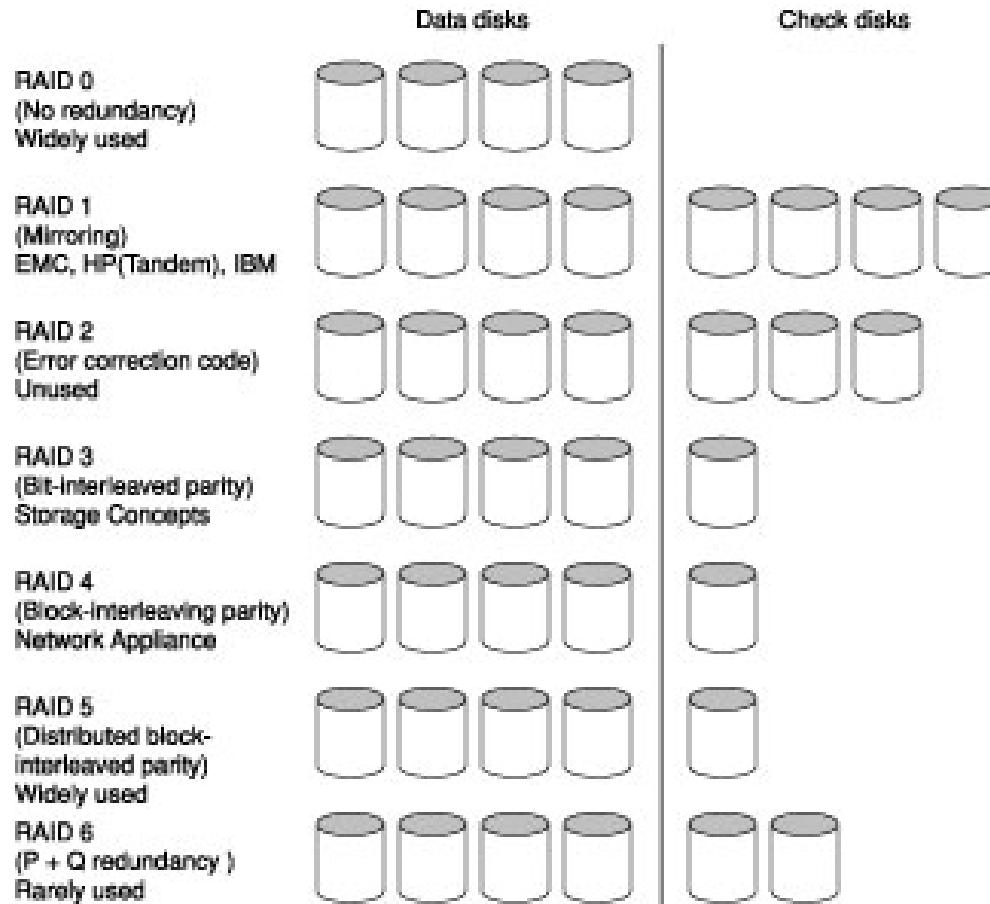 Data disks
Check disks
RAID 0
(No redundancy)
Widely used
RAID 1
(Mirroring)
EMC, HP(Tandem), IBM
RAID 2
(Error correction code)
Unused
RAID 3
(Bit-interleaved parity)
Storage Concepts
RAID 4
(Block-interleaving parity)
Network Appliance
RAID 5
(Distributed block-
interleaved parity)
Widely used
RAID 6
(P + Q redundancy )
Rarely used